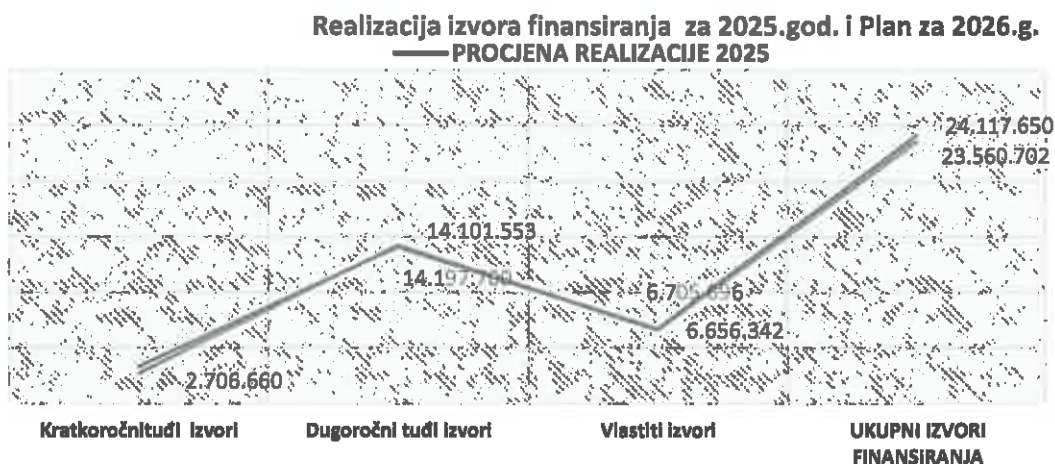 Realizacija izvora finansiranja za 2025.god. i Plan za 2026.g.
PROCJENA REALIZACIJE 2025
24.117.650
23.560.702
14.101.553
6.656.342
2.706.660
Kratkoročnituđi izvori
Dugoročni tuđi izvori
Vlastiti izvori
UKUPNI IZVORI
FINANSIRANJA